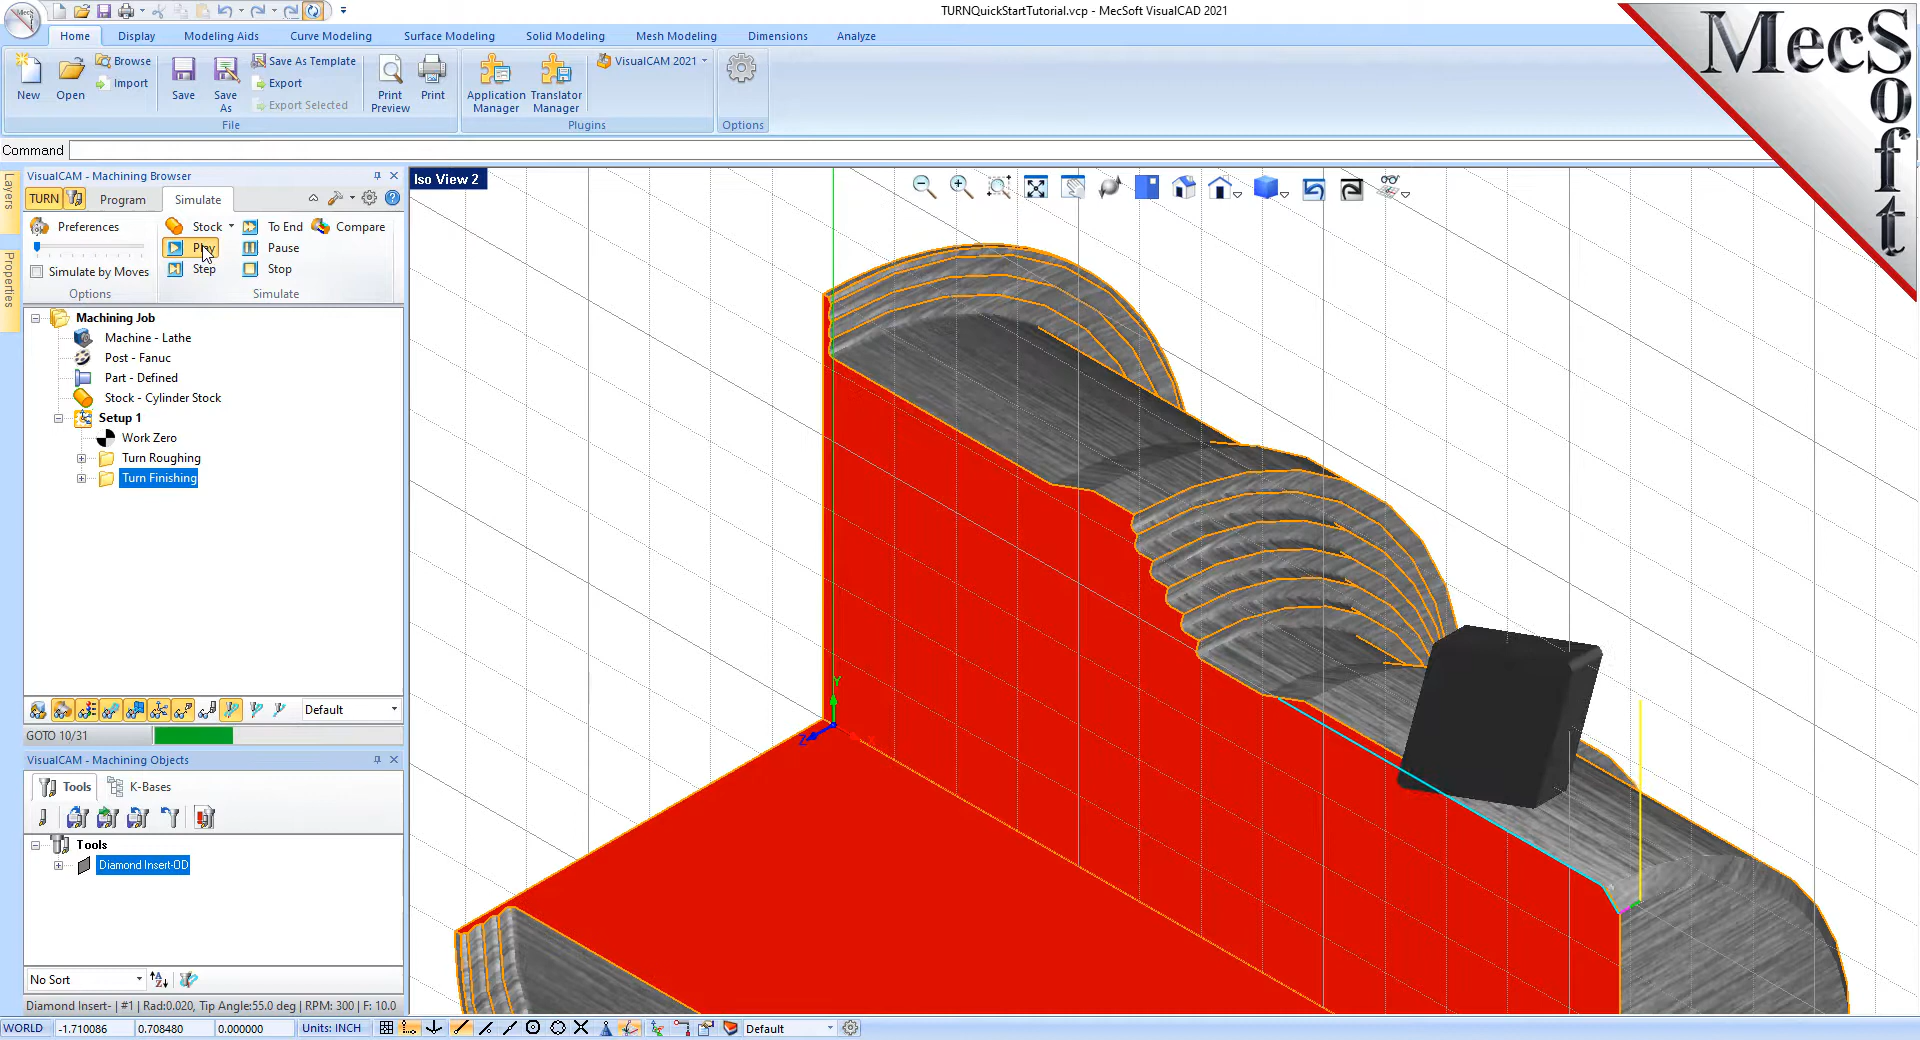 TURNQuickStartTutorial.vcp - MecSoft VisualCAD 2021
Home Display Modeling Aids Curve Modeling Surface Modeling Solid Modeling Mesh Modeling Dimensions Analyze
New Open Browse Import Save Save As Save As Template Export Export Selected Print Preview Print
File
Application Manager Translator Manager VisualCAM 2021
Plugins
Options
MecSoft
Command
Layers
Properties
VisualCAM - Machining Browser
TURN Program Simulate
Preferences Stock To End Compare
Play Pause
Simulate by Moves Step Stop
Options Simulate
Machining Job
Machine - Lathe
Post - Fanuc
Part - Defined
Stock - Cylinder Stock
Setup 1
Work Zero
Turn Roughing
Turn Finishing
Default
GOTO 10/31
VisualCAM - Machining Objects
Tools K-Bases
Tools
Diamond Insert-OD
No Sort
Diamond Insert- | #1 | Rad:0.020, Tip Angle:55.0 deg | RPM: 300 | F: 10.0
Iso View 2
Y
Z
X
WORLD -1.710086 0.708480 0.000000 Units: INCH Default